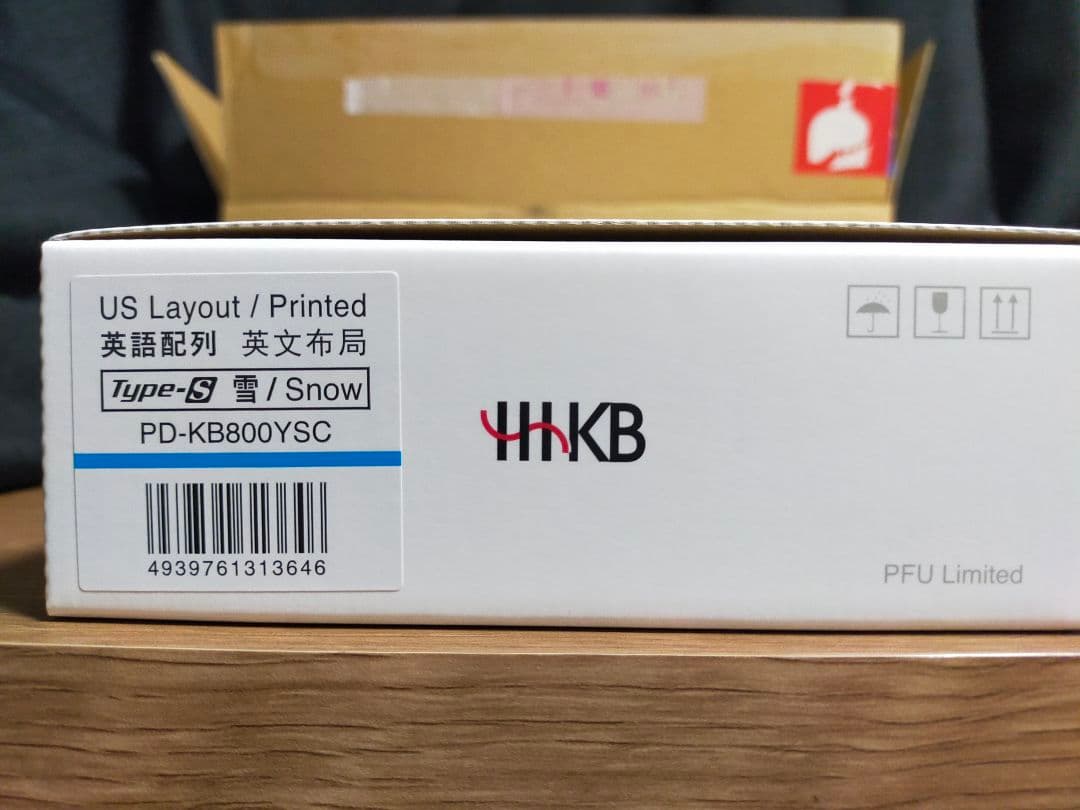 US Layout / Printed
英語配列 英文布局
Type-S 雪 / Snow
PD-KB800YSC
4939761313646
HHKB
PFU Limited